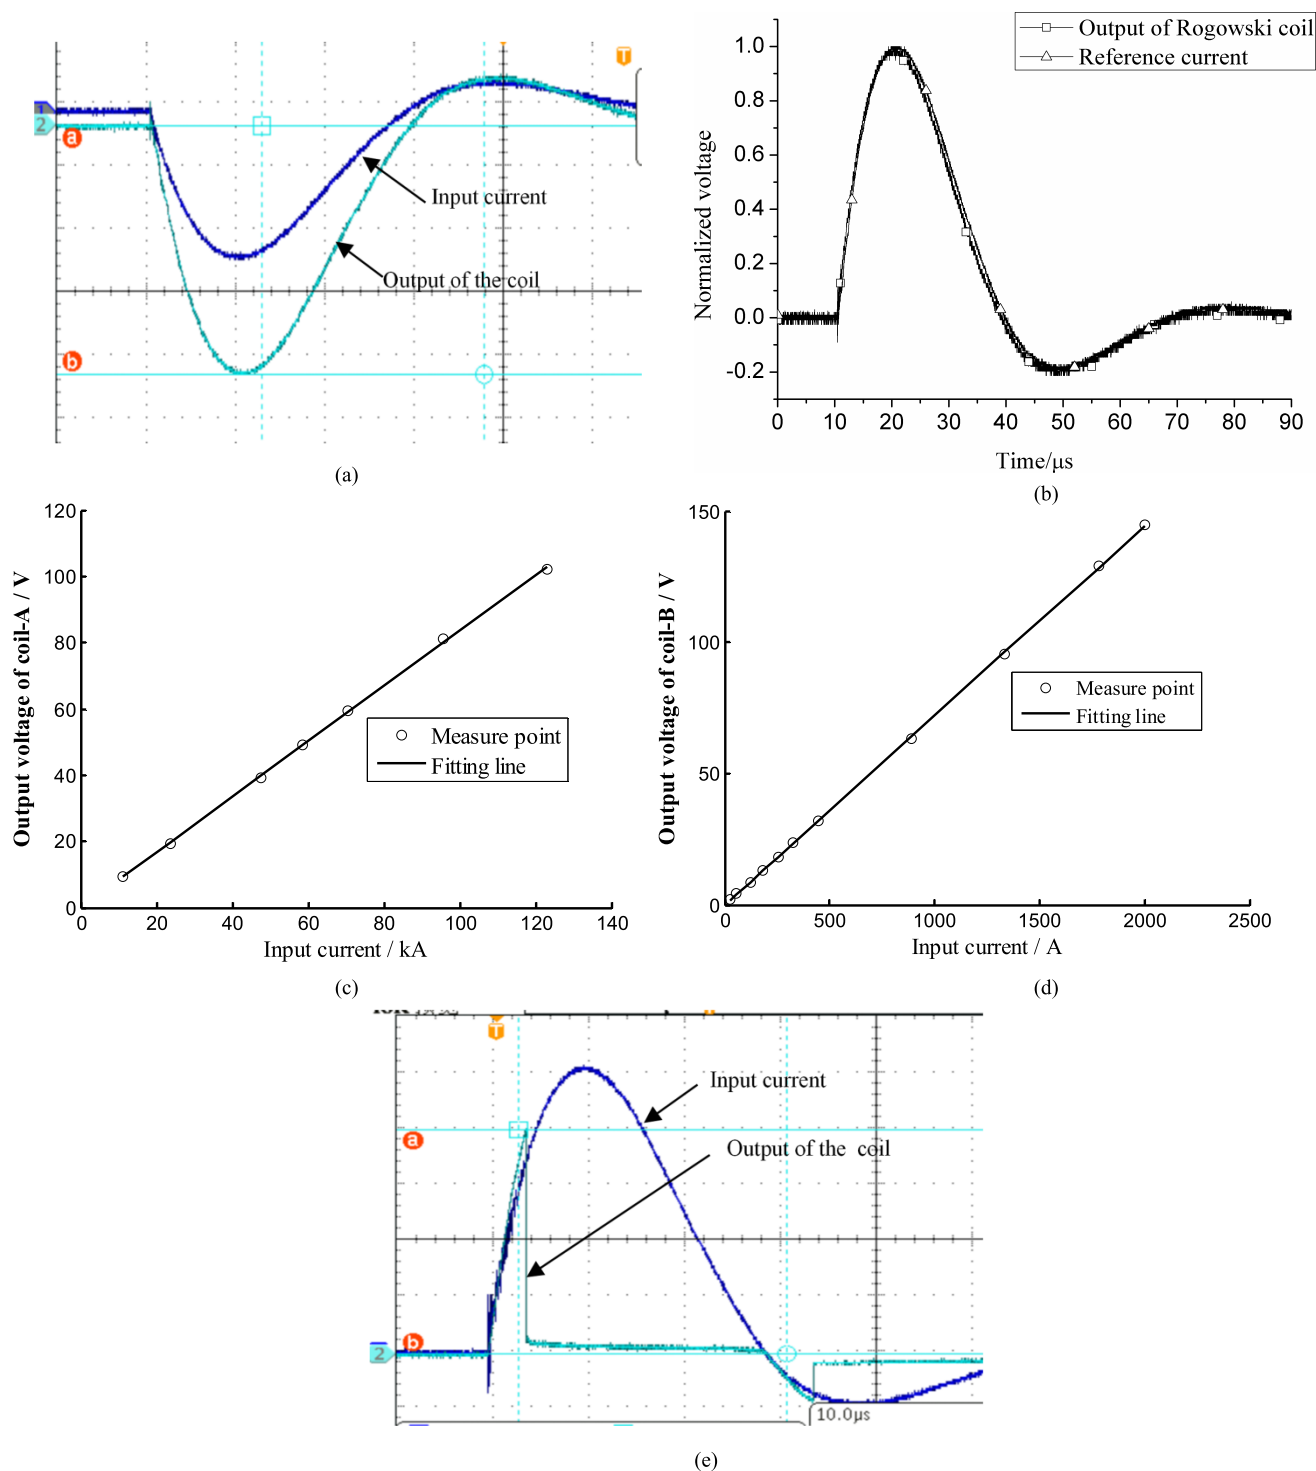 T
1
2
a
b
Input current
Output of the coil
(a)
Output of Rogowski coil
Reference current
Normalized voltage
1.0
0.8
0.6
0.4
0.2
0.0
-0.2
0 10 20 30 40 50 60 70 80 90
Time/μs
(b)
Output voltage of coil-A / V
120
100
80
60
40
20
0
0 20 40 60 80 100 120 140
Measure point
Fitting line
Input current / kA
(c)
Output voltage of coil-B / V
150
100
50
0
0 500 1000 1500 2000 2500
Measure point
Fitting line
Input current / A
(d)
T
a
b
2
Input current
Output of the coil
10.0μs
(e)